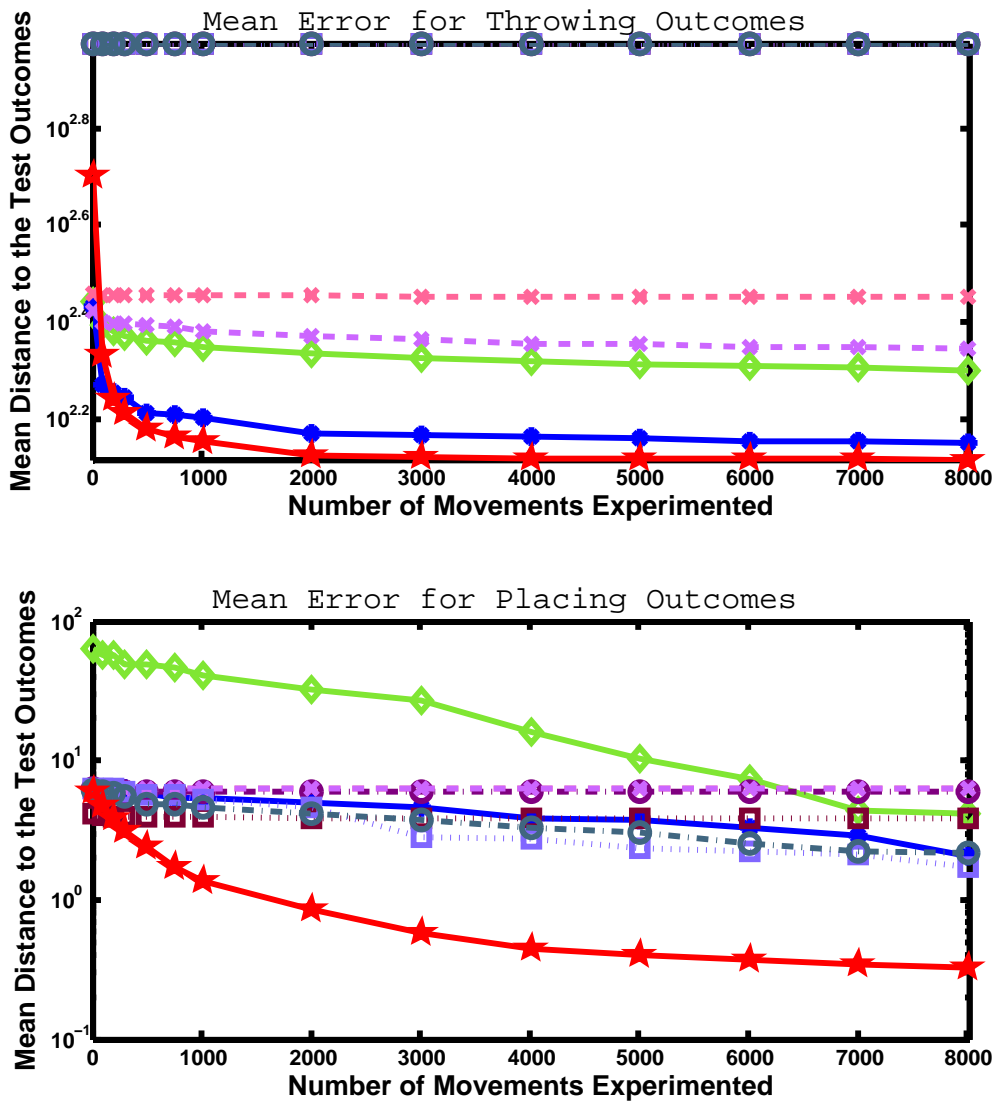 Mean Error for Throwing Outcomes
Mean Distance to the Test Outcomes
10^2.8
10^2.6
10^2.4
10^2.2
0 1000 2000 3000 4000 5000 6000 7000 8000
Number of Movements Experimented
Mean Error for Placing Outcomes
Mean Distance to the Test Outcomes
10^2
10^1
10^0
10^−1
0 1000 2000 3000 4000 5000 6000 7000 8000
Number of Movements Experimented